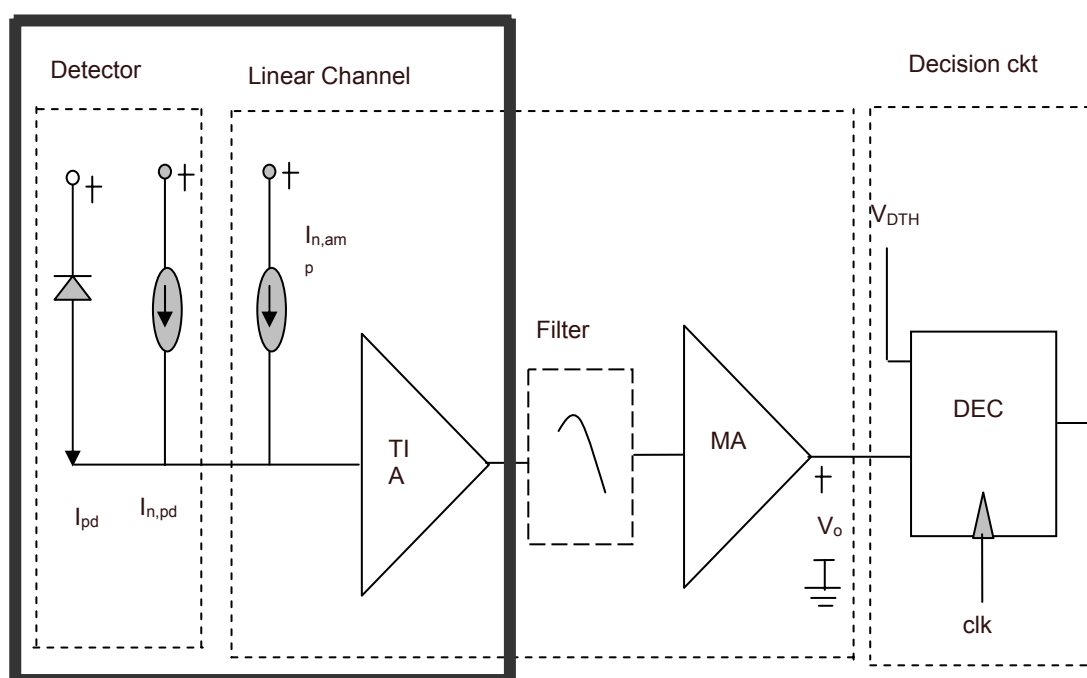 Detector
Linear Channel
Decision ckt
I_n,am
p
V_DTH
Filter
DEC
TI
A
MA
I_pd
I_n,pd
V_o
clk